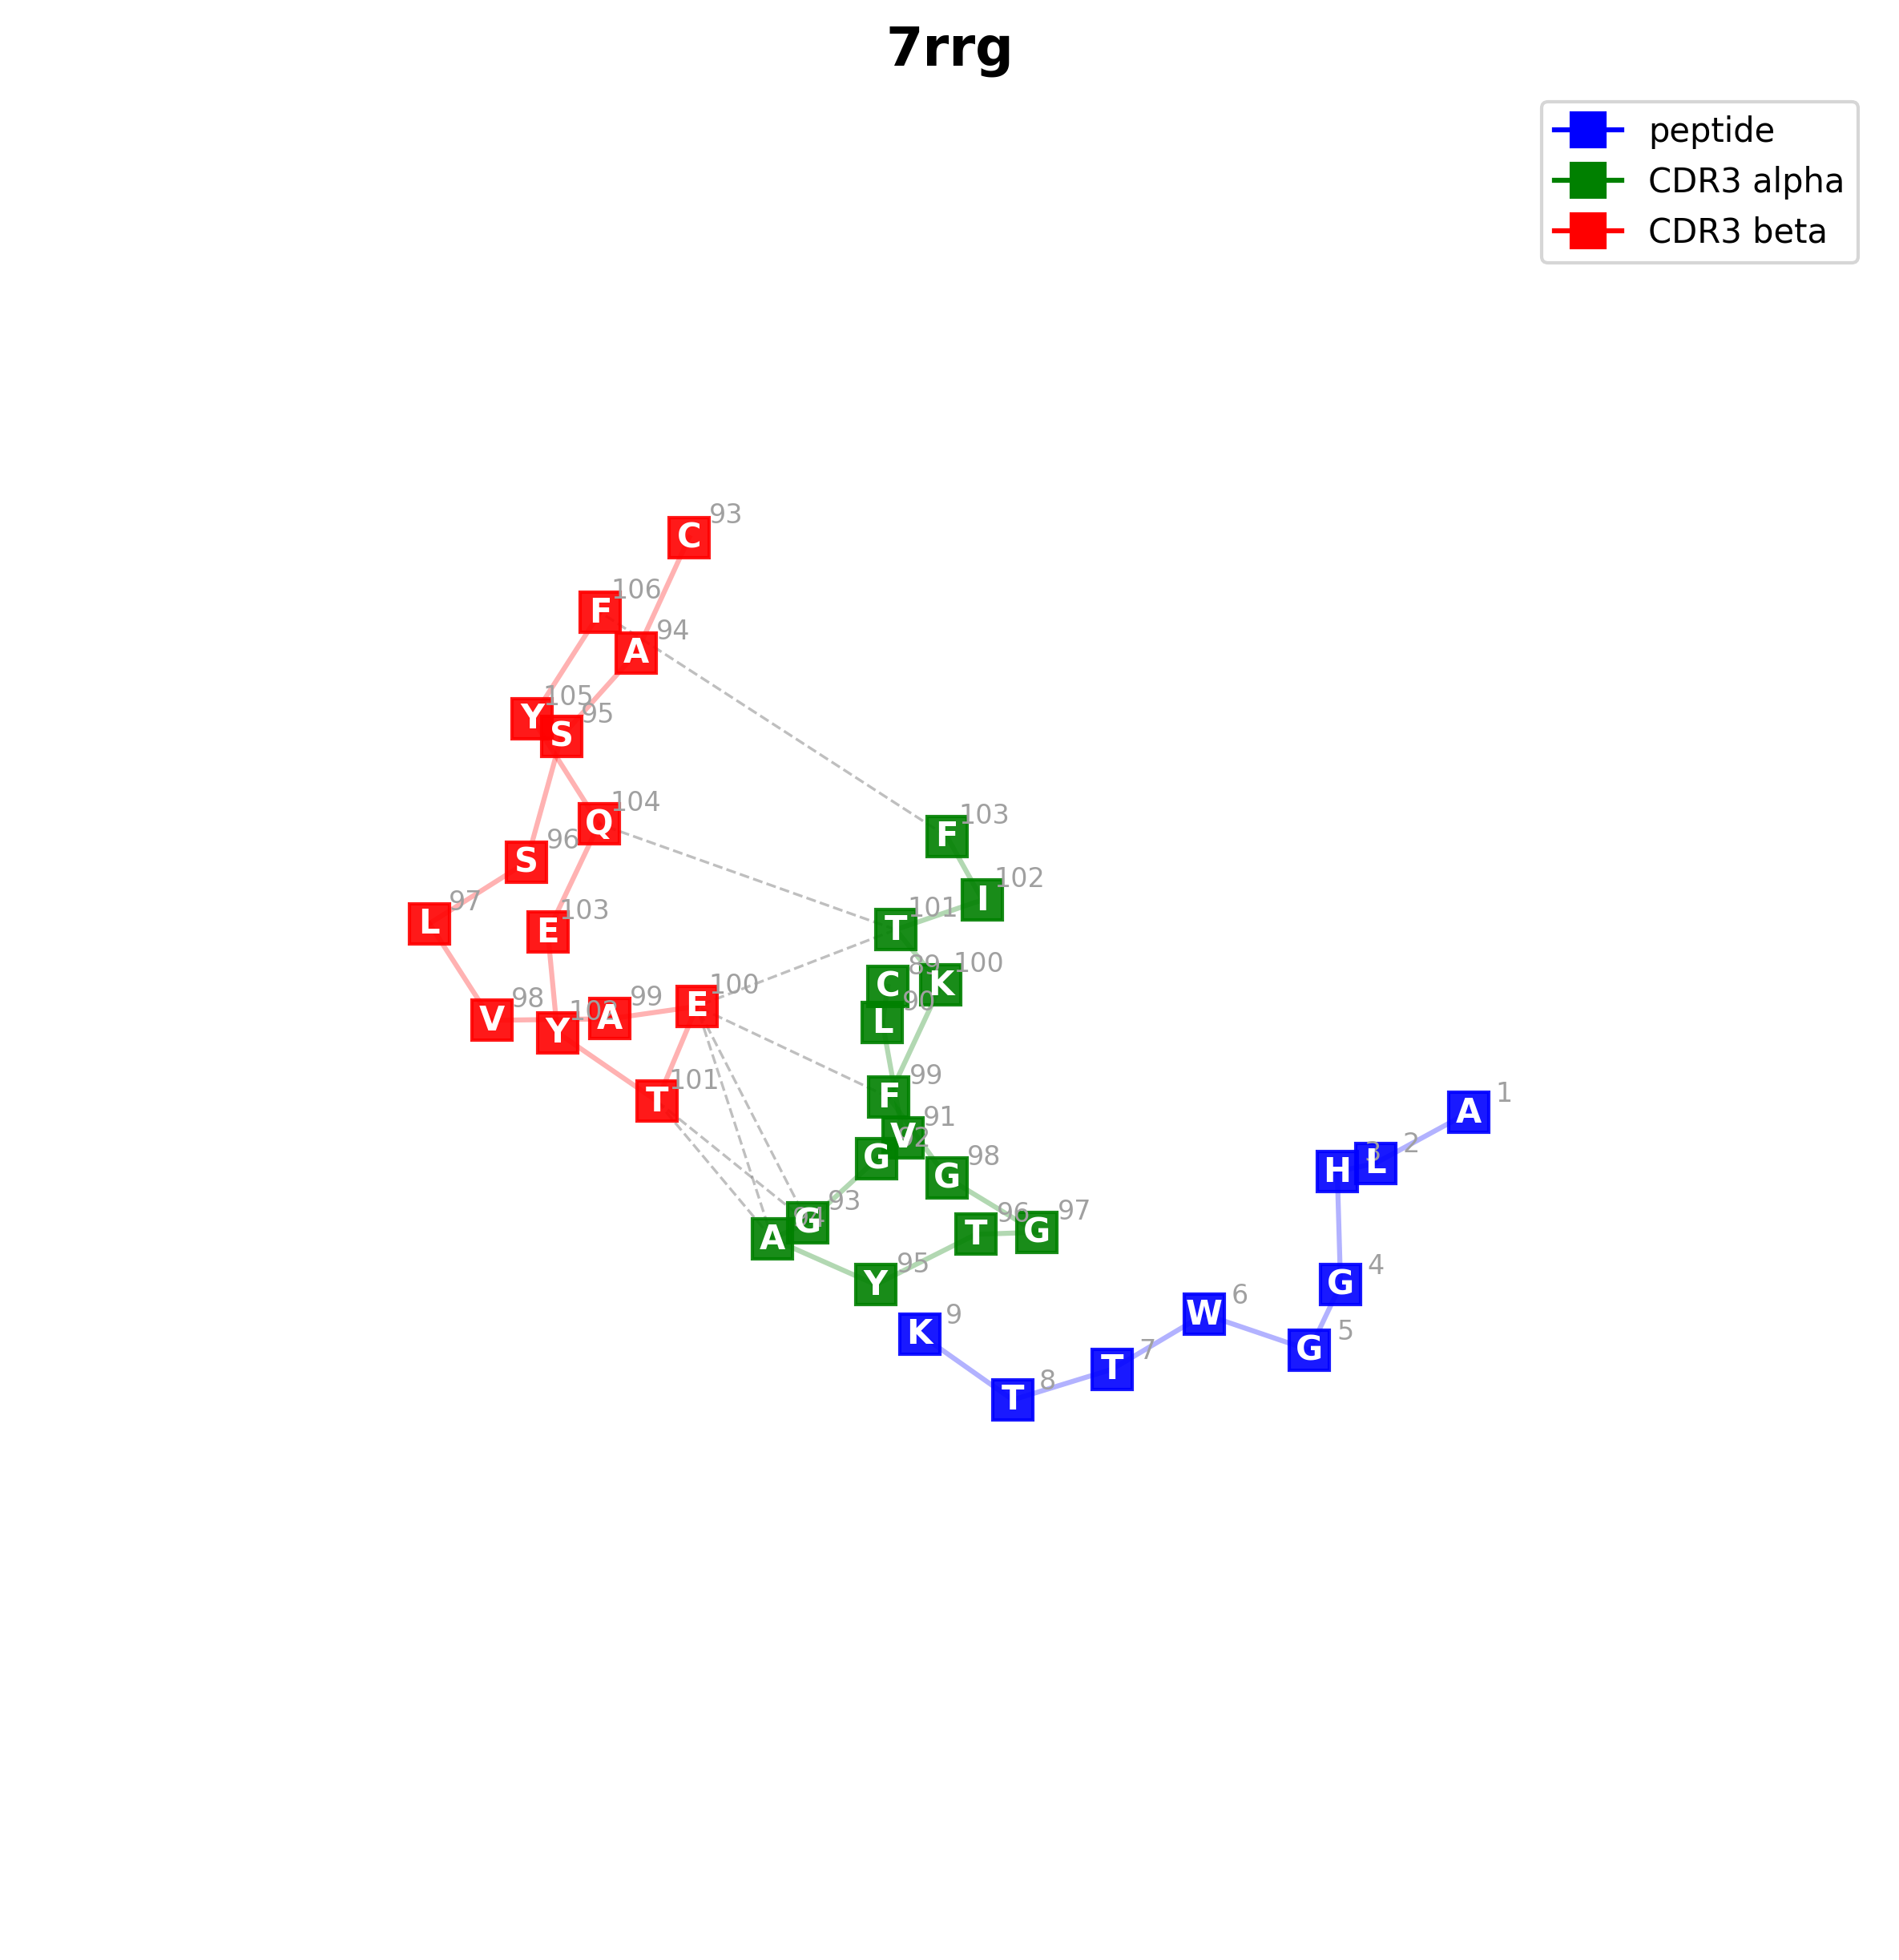 7rrg
peptide
CDR3 alpha
CDR3 beta
C 93
F 106
A 94
Y 105
S 95
Q 104
S 96
L 97
E 103
V 98
Y 102
A 99
E 100
T 101
F 103
I 102
T 101
C 89
K 100
L 90
F 99
V 91
G 92
G 98
G 93
A 94
T 96
G 97
Y 95
A 1
L 2
H 3
G 4
G 5
W 6
T 7
T 8
K 9